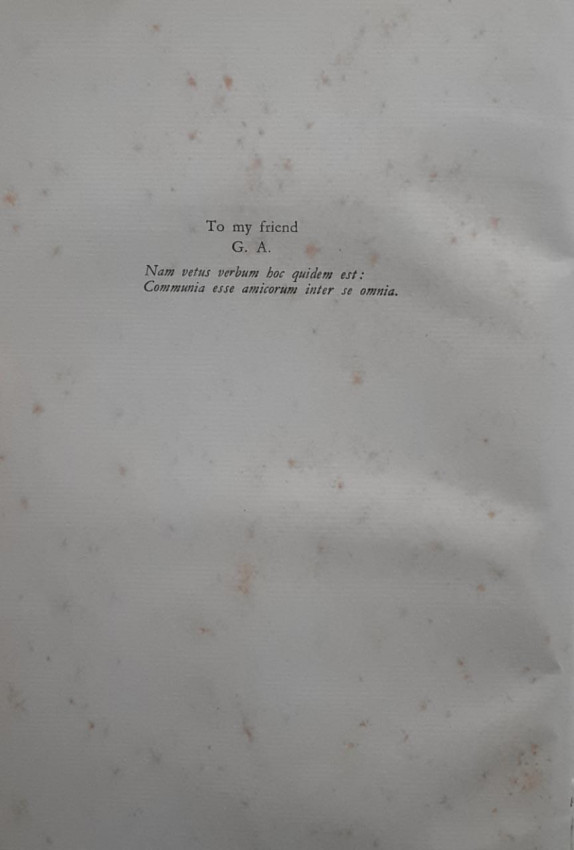 To my friend
G. A.
Nam vetus verbum hoc quidem est:
Communia esse amicorum inter se omnia.